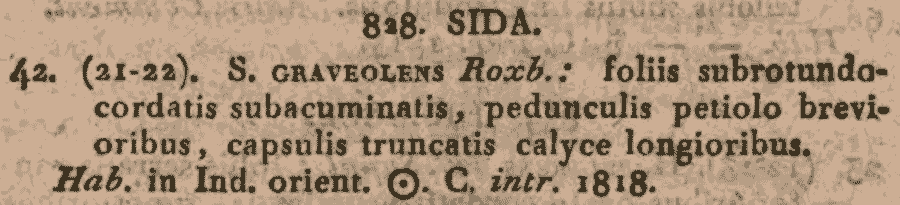 828. SIDA.
42. (21-22). S. GRAVEOLENS Roxb.: foliis subrotundo-
cordatis subacuminatis, pedunculis petiolo brevi-
oribus, capsulis truncatis calyce longioribus.
Hab. in Ind. orient. ☉. C. intr. 1818.